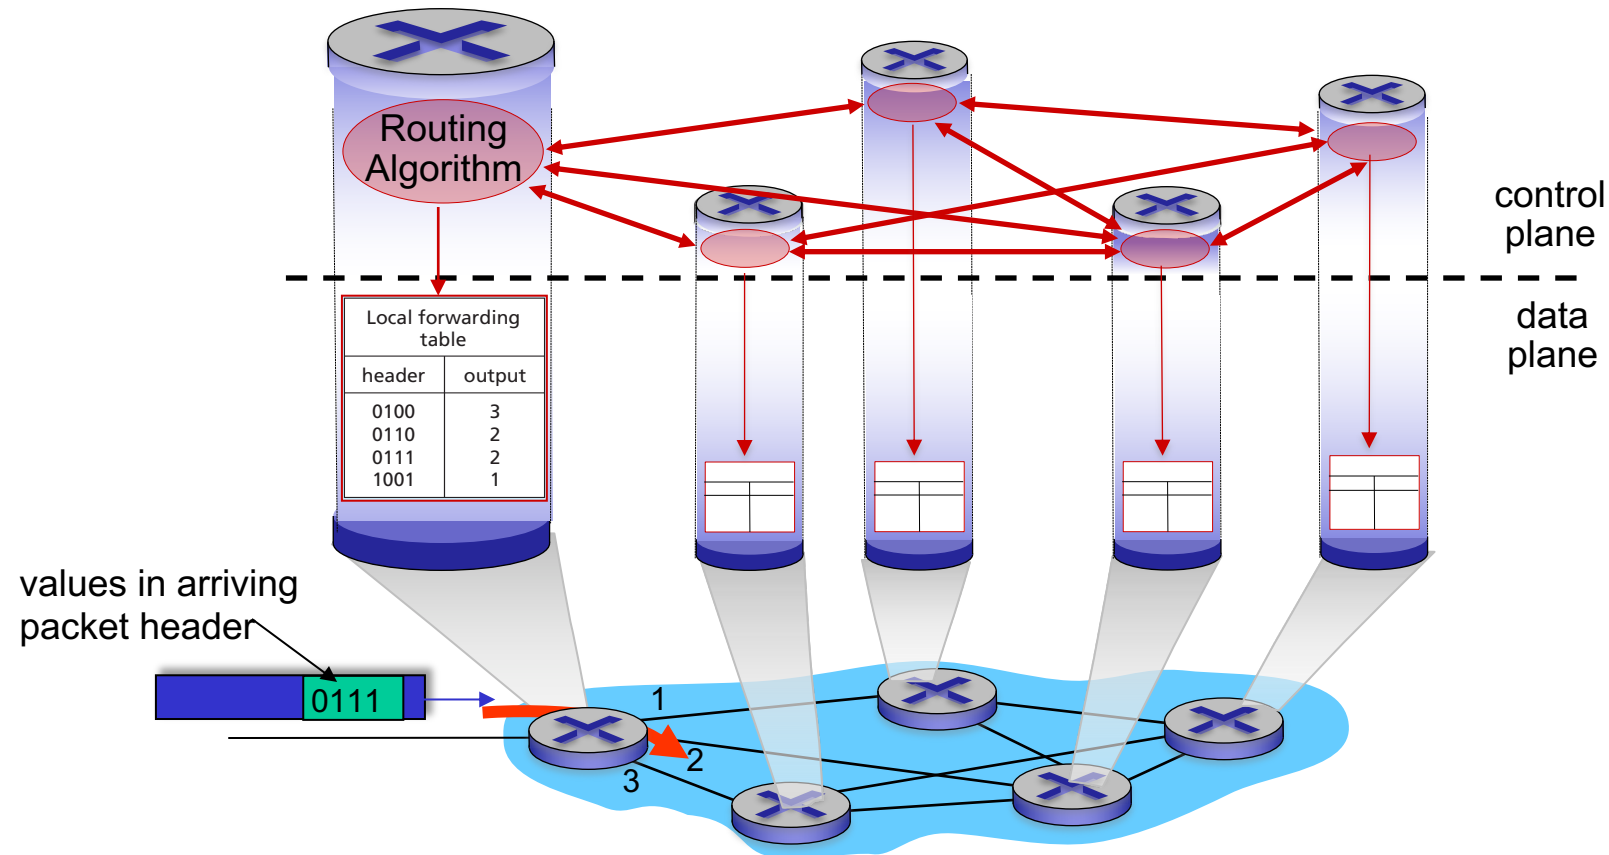 Routing
Algorithm
control
plane
data
plane
Local forwarding
table
header output
0100 3
0110 2
0111 2
1001 1
values in arriving
packet header
0111
1
2
3